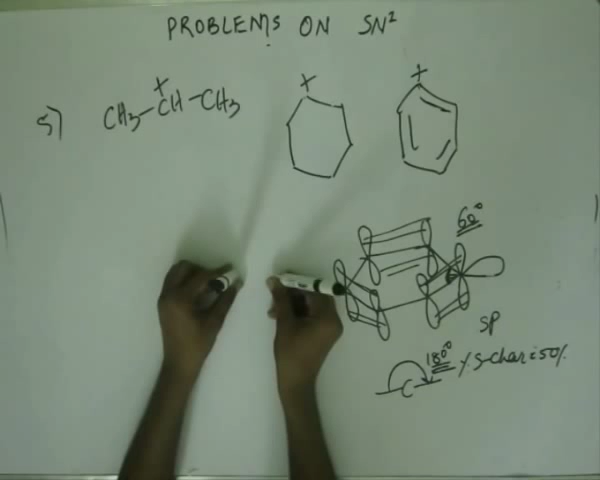 PROBLEMS ON SN²
5) CH₃-CH-CH₃
X
X
X
60°
SP
180° % S-Char = 50%
C